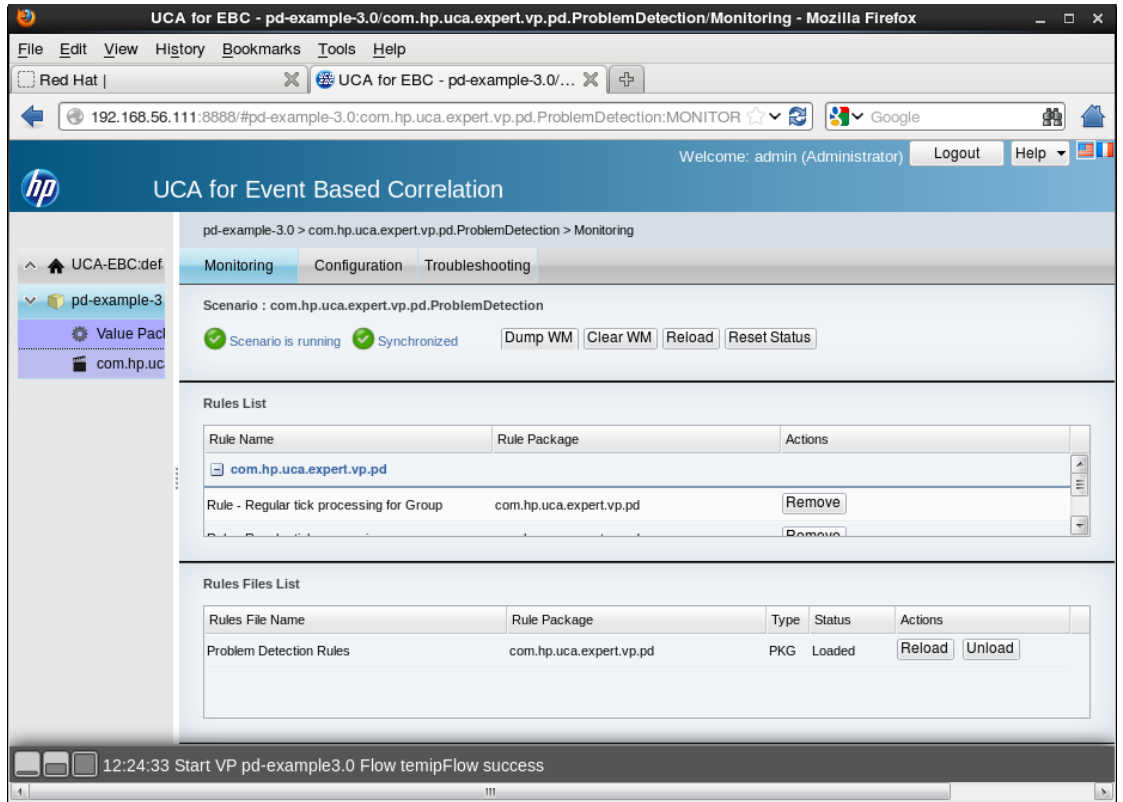 UCA for EBC - pd-example-3.0/com.hp.uca.expert.vp.pd.ProblemDetection/Monitoring - Mozilla Firefox
File Edit View History Bookmarks Tools Help
Red Hat | UCA for EBC - pd-example-3.0/...
192.168.56.111:8888/#pd-example-3.0:com.hp.uca.expert.vp.pd.ProblemDetection:MONITOR Google
Welcome: admin (Administrator) Logout Help
hp UCA for Event Based Correlation
pd-example-3.0 > com.hp.uca.expert.vp.pd.ProblemDetection > Monitoring
UCA-EBC:def
Monitoring Configuration Troubleshooting
pd-example-3
Value Pack
com.hp.uc
Scenario : com.hp.uca.expert.vp.pd.ProblemDetection
Scenario is running Synchronized Dump WM Clear WM Reload Reset Status
Rules List
Rule Name Rule Package Actions
com.hp.uca.expert.vp.pd
Rule - Regular tick processing for Group com.hp.uca.expert.vp.pd Remove
Remove
Rules Files List
Rules File Name Rule Package Type Status Actions
Problem Detection Rules com.hp.uca.expert.vp.pd PKG Loaded Reload Unload
12:24:33 Start VP pd-example3.0 Flow temipFlow success